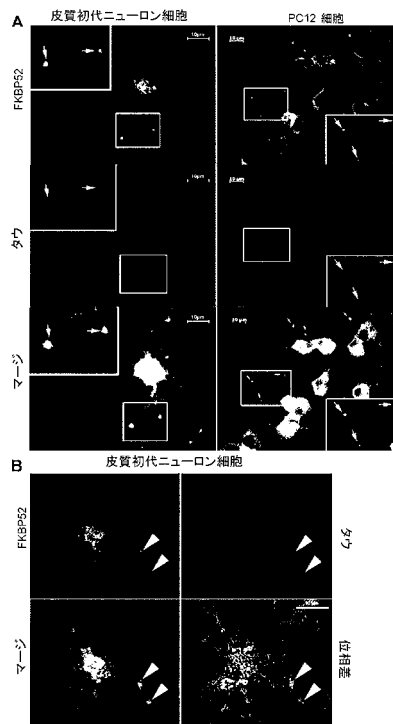 A
皮質初代ニューロン細胞
PC12 細胞
FKBP52
10μm
タウ
10μm
マージ
10μm
B
皮質初代ニューロン細胞
FKBP52
タウ
マージ
位相差